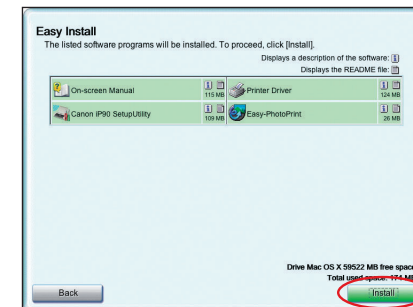 Easy Install
The listed software programs will be installed. To proceed, click [Install].
Displays a description of the software:
Displays the README file:
On-screen Manual
115 MB
Printer Driver
124 MB
Canon iP90 SetupUtility
109 MB
Easy-PhotoPrint
26 MB
Drive Mac OS X 59522 MB free space
Total used space: 174 MB
Back
Install